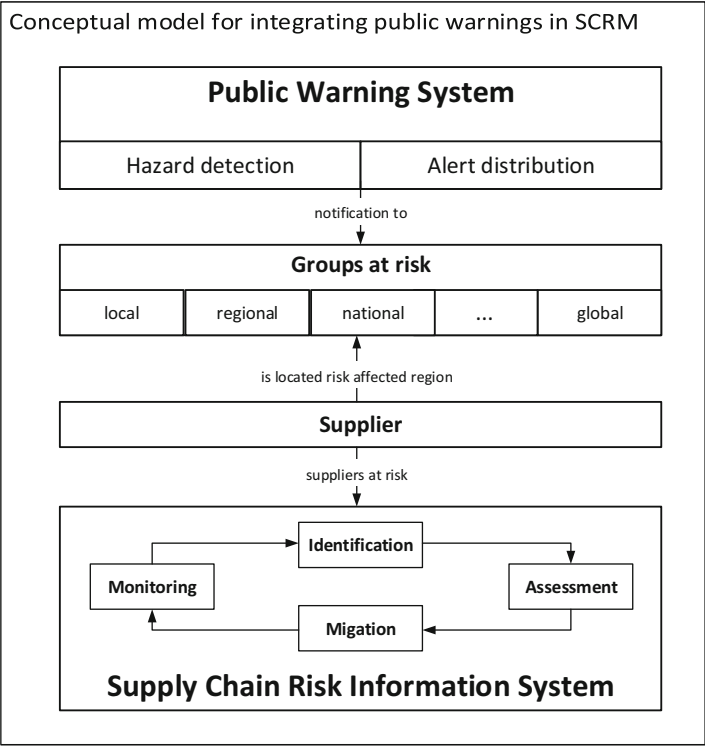 Conceptual model for integrating public warnings in SCRM
Public Warning System
Hazard detection
Alert distribution
notification to
Groups at risk
local
regional
national
...
global
is located risk affected region
Supplier
suppliers at risk
Identification
Monitoring
Assessment
Migation
Supply Chain Risk Information System